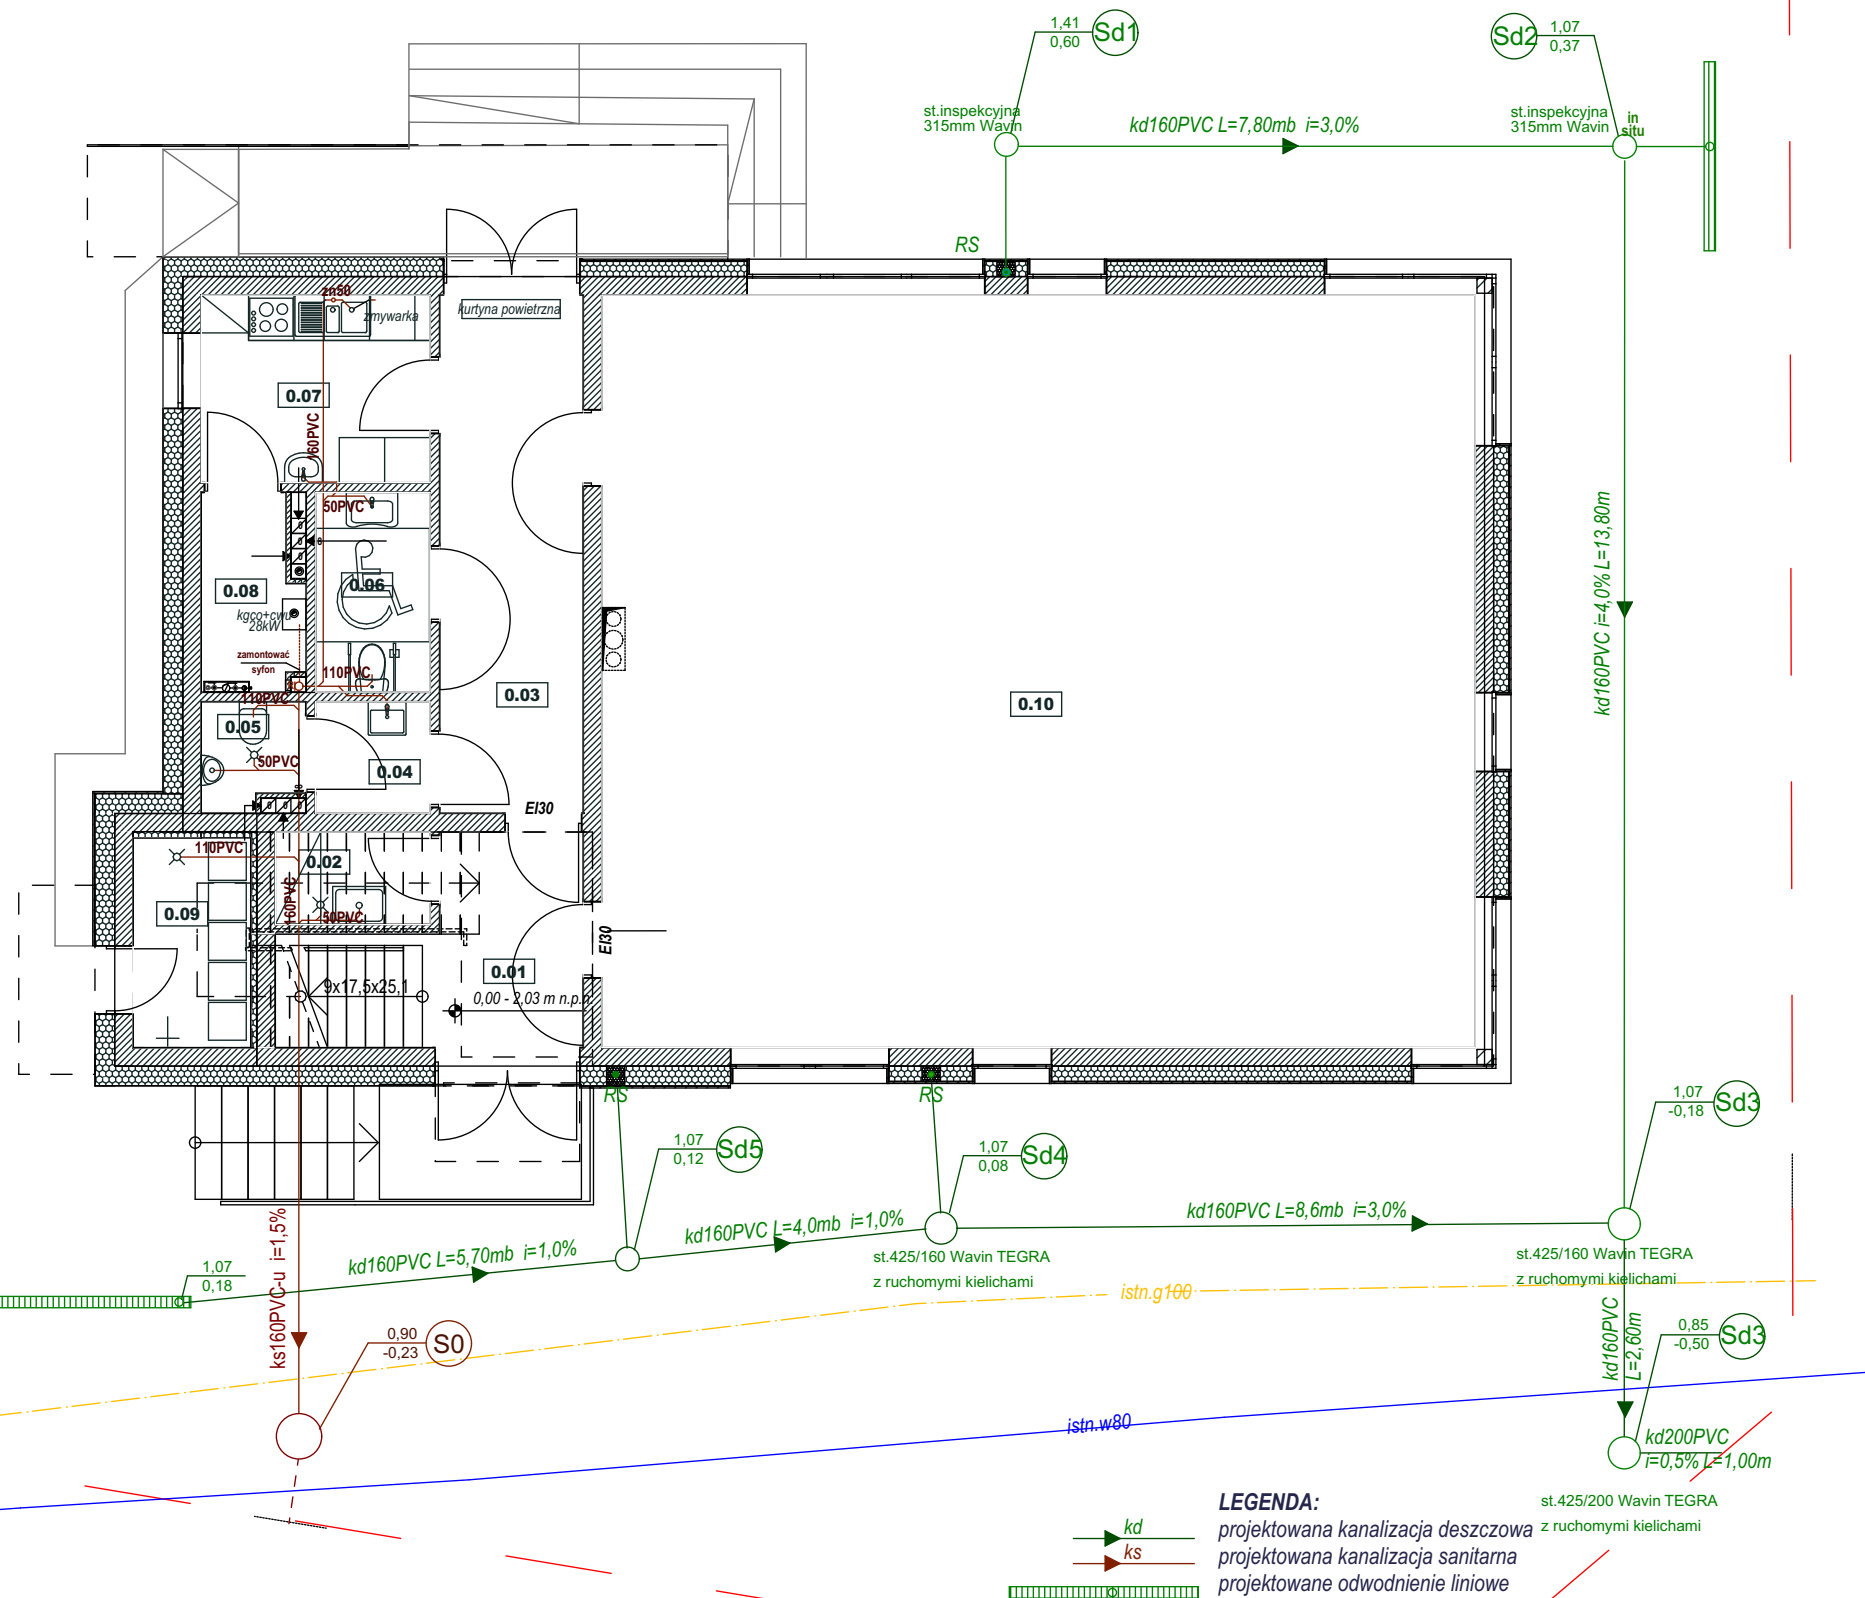 1,41
0,60
Sd1
Sd2
1,07
0,37
st.inspekcyjna
315mm Wavin
kd160PVC L=7,80mb i=3,0%
st.inspekcyjna
315mm Wavin
in
situ
RS
zn50
zmywarka
kurtyna powietrzna
0.07
160PVC
50PVC
0.06
0.08
kgco+cwu
28kW
zamontować
syfon
110PVC
110PVC
0.05
50PVC
0.04
0.03
0.10
kd160PVC i=4,0% L=13,80m
EI30
110PVC
0.02
160PVC
50PVC
0.09
EI30
0.01
9x17,5x25,1
0,00 - 2,03 m n.p.
RS
RS
1,07
0,12
Sd5
1,07
0,08
Sd4
1,07
-0,18
Sd3
ks160PVC-u i=1,5%
1,07
0,18
kd160PVC L=5,70mb i=1,0%
kd160PVC L=4,0mb i=1,0%
kd160PVC L=8,6mb i=3,0%
st.425/160 Wavin TEGRA
z ruchomymi kielichami
st.425/160 Wavin TEGRA
z ruchomymi kielichami
istn.g100
0,90
-0,23
S0
kd160PVC
L=2,60m
0,85
-0,50
Sd3
istn.w80
kd200PVC
i=0,5% L=1,00m
st.425/200 Wavin TEGRA
z ruchomymi kielichami
LEGENDA:
kd
projektowana kanalizacja deszczowa
ks
projektowana kanalizacja sanitarna
projektowane odwodnienie liniowe